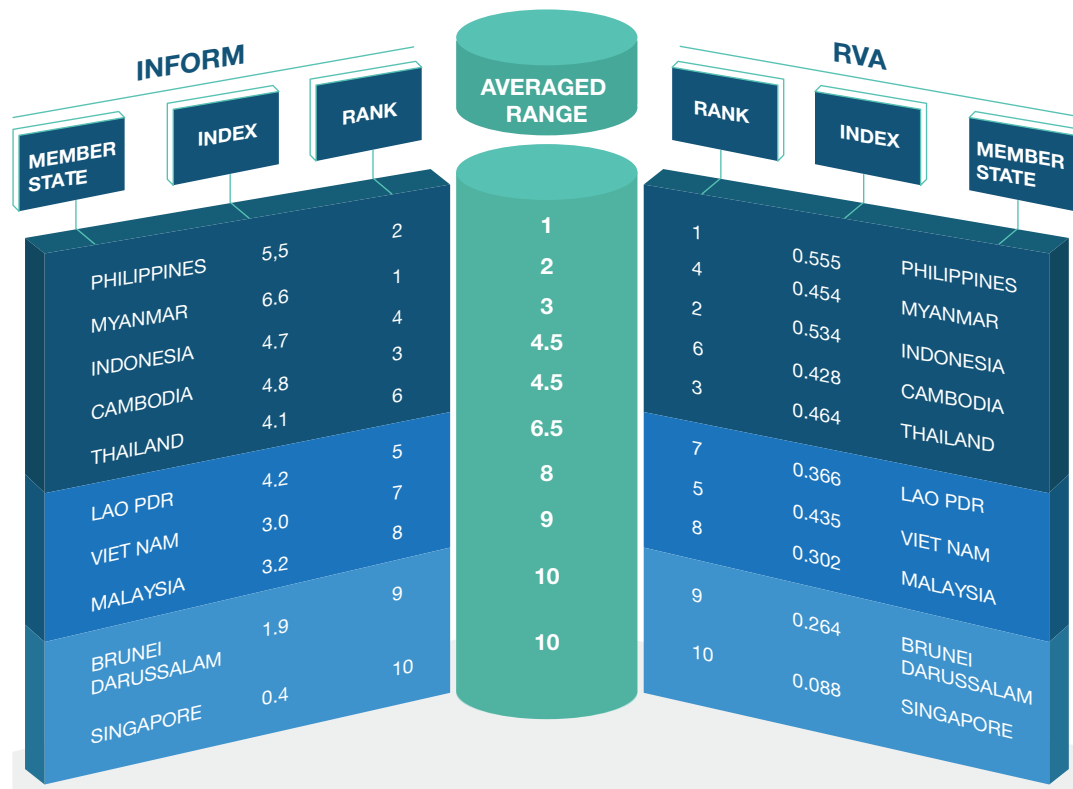 INFORM
MEMBER
STATE
INDEX
RANK
AVERAGED
RANGE
RVA
RANK
INDEX
MEMBER
STATE
PHILIPPINES 5,5 2 1 1 0.555 PHILIPPINES
MYANMAR 6.6 1 2 4 0.454 MYANMAR
INDONESIA 4.7 4 3 2 0.534 INDONESIA
CAMBODIA 4.8 3 4.5 6 0.428 CAMBODIA
THAILAND 4.1 6 4.5 3 0.464 THAILAND
LAO PDR 4.2 5 6.5 7 0.366 LAO PDR
VIET NAM 3.0 7 8 5 0.435 VIET NAM
MALAYSIA 3.2 8 9 8 0.302 MALAYSIA
BRUNEI
DARUSSALAM 1.9 9 10 9 0.264 BRUNEI
DARUSSALAM
SINGAPORE 0.4 10 10 10 0.088 SINGAPORE